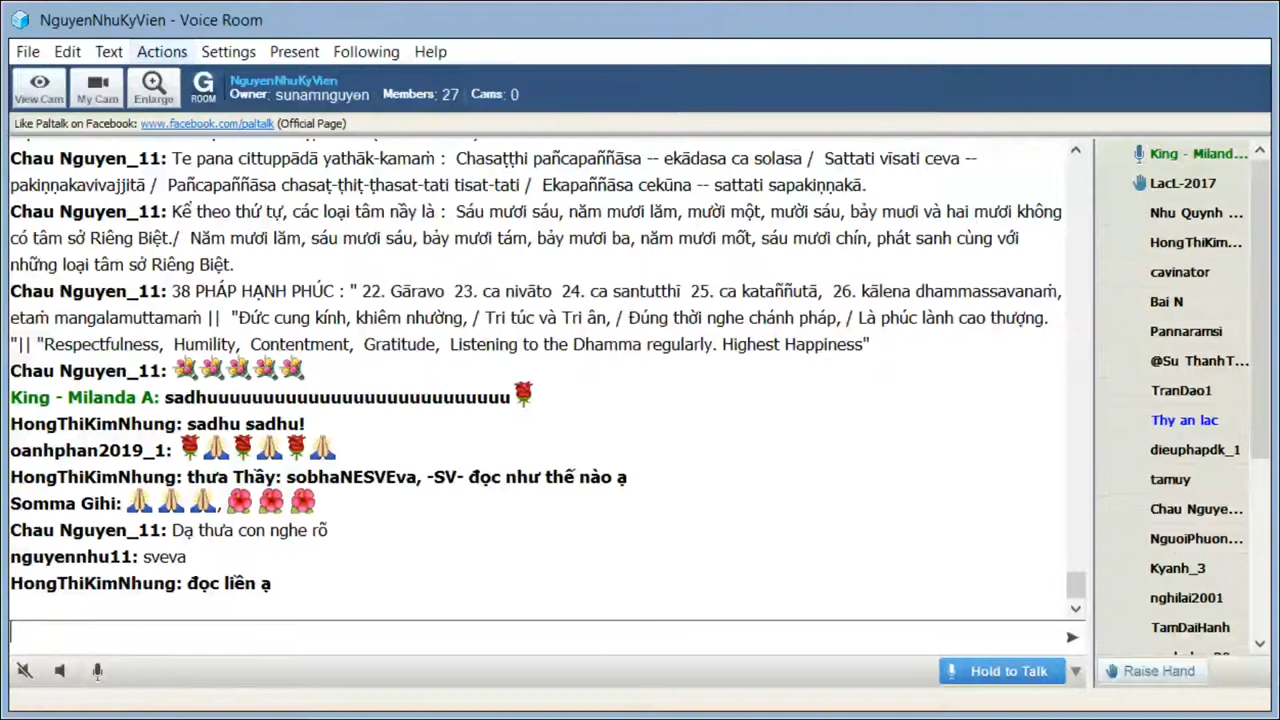 NguyenNhuKyVien - Voice Room
File Edit Text Actions Settings Present Following Help
View Cam My Cam Enlarge G ROOM
NguyenNhuKyVien
Owner: sunamnguyen Members: 27 Cams: 0
Like Paltalk on Facebook: www.facebook.com/paltalk (Official Page)
Chau Nguyen_11: Te pana cittuppādā yathāk-kamaṁ : Chasaṭṭhi pañcapaññāsa -- ekādasa ca solasa / Sattati vīsati ceva --
pakiṇṇakavivajjitā / Pañcapaññāsa chasaṭ-ṭhiṭ-ṭhasat-tati tisat-tati / Ekapaññāsa cekūna -- sattati sapakiṇṇakā.
Chau Nguyen_11: Kể theo thứ tự, các loại tâm nầy là : Sáu mươi sáu, năm mươi lăm, mười một, mười sáu, bảy mươi và hai mươi không
có tâm sở Riêng Biệt./ Năm mươi lăm, sáu mươi sáu, bảy mươi tám, bảy mươi ba, năm mươi mốt, sáu mươi chín, phát sanh cùng với
những loại tâm sở Riêng Biệt.
Chau Nguyen_11: 38 PHÁP HẠNH PHÚC : " 22. Gāravo 23. ca nivāto 24. ca santutthi 25. ca kataññutā, 26. kālena dhammassavanaṁ,
etaṁ mangalamuttamaṁ || "Đức cung kính, khiêm nhường, / Tri túc và Tri ân, / Đúng thời nghe chánh pháp, / Là phúc lành cao thượng.
"|| "Respectfulness, Humility, Contentment, Gratitude, Listening to the Dhamma regularly. Highest Happiness"
Chau Nguyen_11:
King - Milanda A: sadhuuuuuuuuuuuuuuuuuuuuuuuuuuu
HongThiKimNhung: sadhu sadhu!
oanhphan2019_1:
HongThiKimNhung: thưa Thầy: sobhaNESVEva, -SV- đọc như thế nào ạ
Somma Gihi: ,
Chau Nguyen_11: Dạ thưa con nghe rõ
nguyennhu11: sveva
HongThiKimNhung: đọc liền ạ
King - Miland...
LacL-2017
Nhu Quynh ...
HongThiKim...
cavinator
Bai N
Pannaramsi
@Su ThanhT...
TranDao1
Thy an lac
dieuphapdk_1
tamuy
Chau Nguye...
NguoiPhuon...
Kyanh_3
nghilai2001
TamDaiHanh
Hold to Talk
Raise Hand